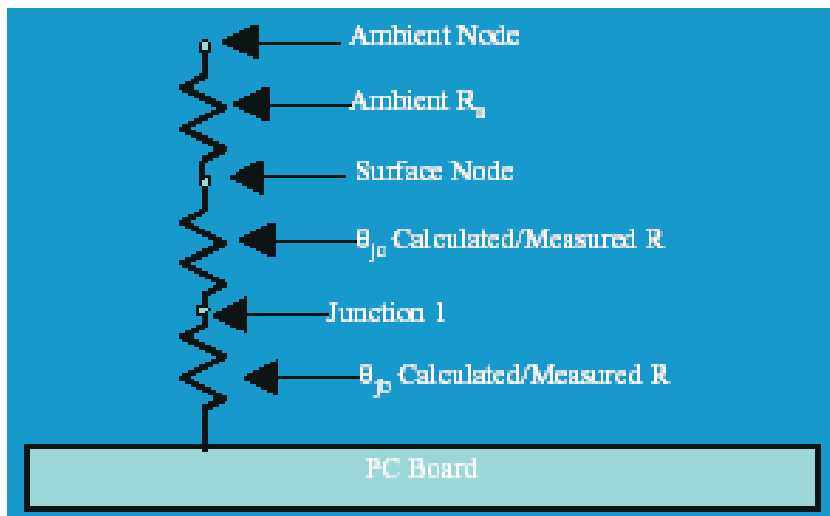 Ambient Node
Ambient Rₐ
Surface Node
θjc Calculated/Measured R
Junction 1
θjb Calculated/Measured R
PC Board